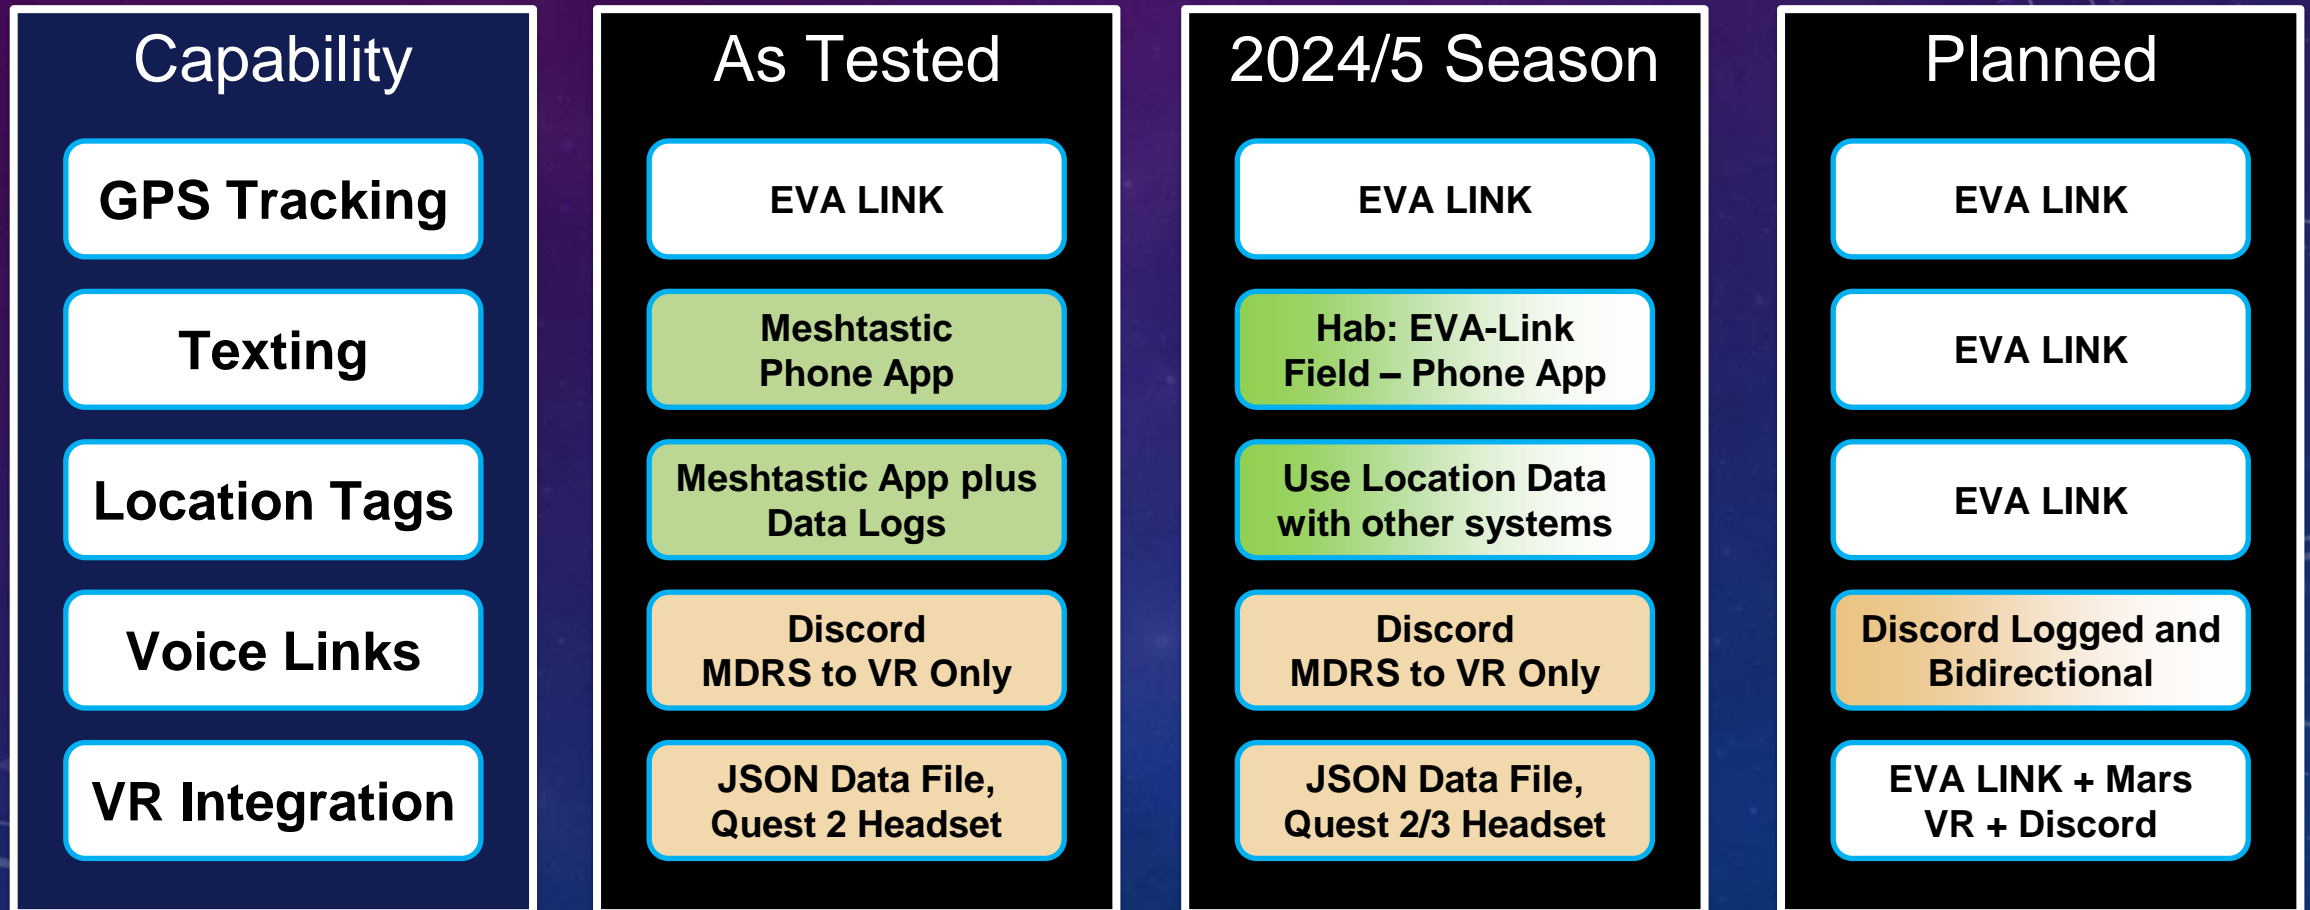 Capability
GPS Tracking
Texting
Location Tags
Voice Links
VR Integration
As Tested
EVA LINK
Meshtastic
Phone App
Meshtastic App plus
Data Logs
Discord
MDRS to VR Only
JSON Data File,
Quest 2 Headset
2024/5 Season
EVA LINK
Hab: EVA-Link
Field – Phone App
Use Location Data
with other systems
Discord
MDRS to VR Only
JSON Data File,
Quest 2/3 Headset
Planned
EVA LINK
EVA LINK
EVA LINK
Discord Logged and
Bidirectional
EVA LINK + Mars
VR + Discord